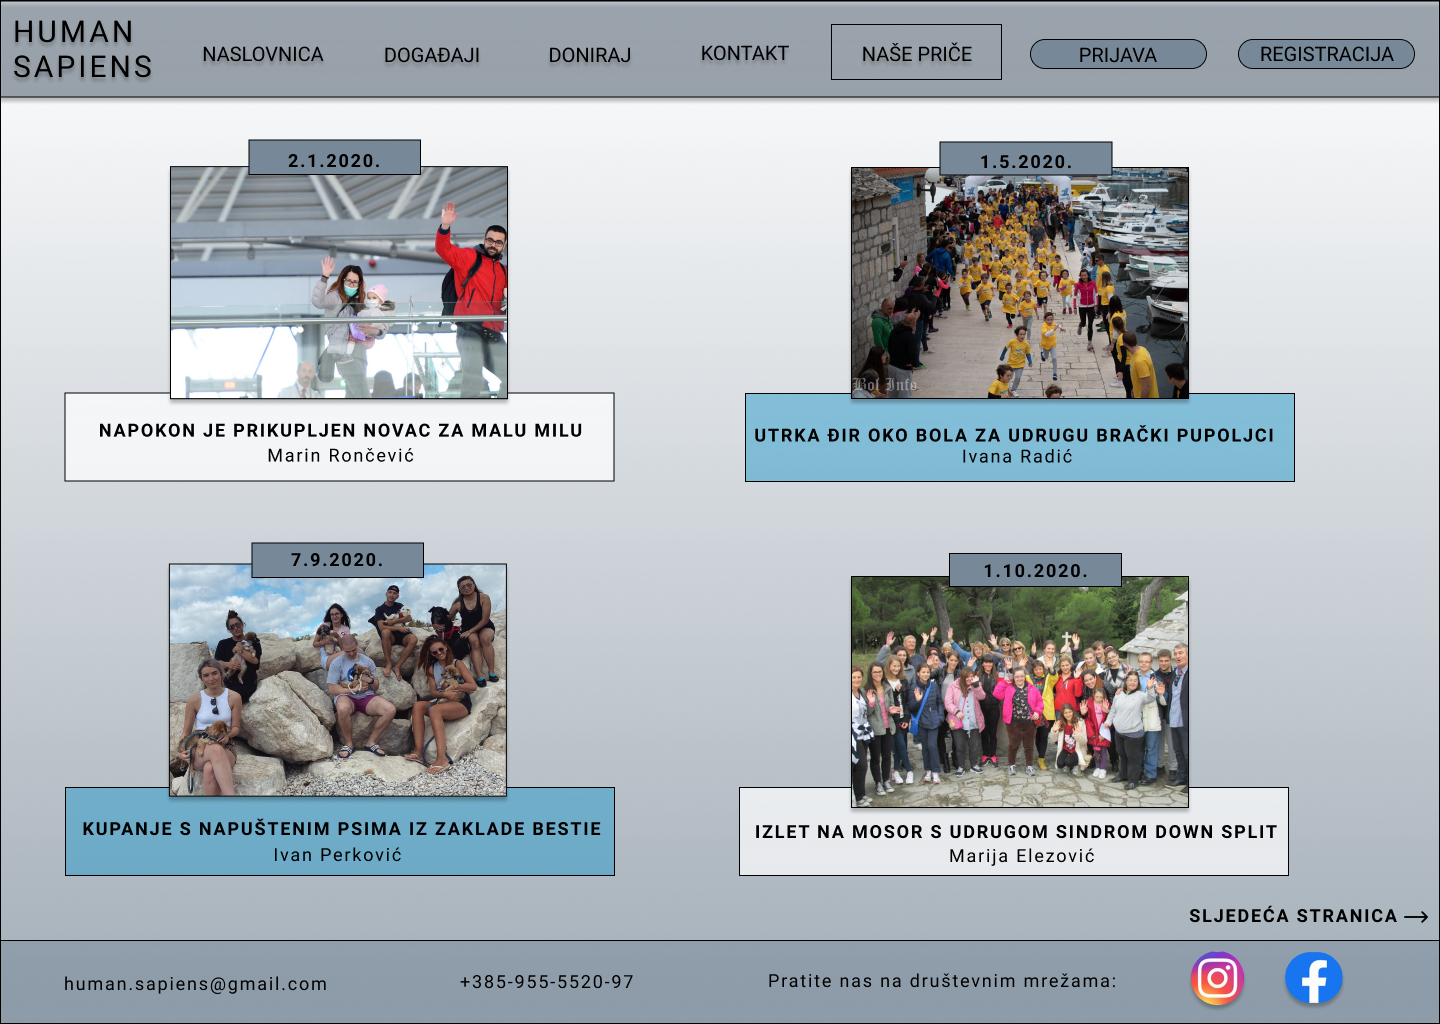 HUMAN
SAPIENS
NASLOVNICA
DOGAĐAJI
DONIRAJ
KONTAKT
NAŠE PRIČE
PRIJAVA
REGISTRACIJA
2.1.2020.
NAPOKON JE PRIKUPLJEN NOVAC ZA MALU MILU
Marin Rončević
1.5.2020.
Bol Info
UTRKA ĐIR OKO BOLA ZA UDRUGU BRAČKI PUPOLJCI
Ivana Radić
7.9.2020.
KUPANJE S NAPUŠTENIM PSIMA IZ ZAKLADE BESTIE
Ivan Perković
1.10.2020.
IZLET NA MOSOR S UDRUGOM SINDROM DOWN SPLIT
Marija Elezović
SLJEDEĆA STRANICA
human.sapiens@gmail.com
+385-955-5520-97
Pratite nas na društevnim mrežama: